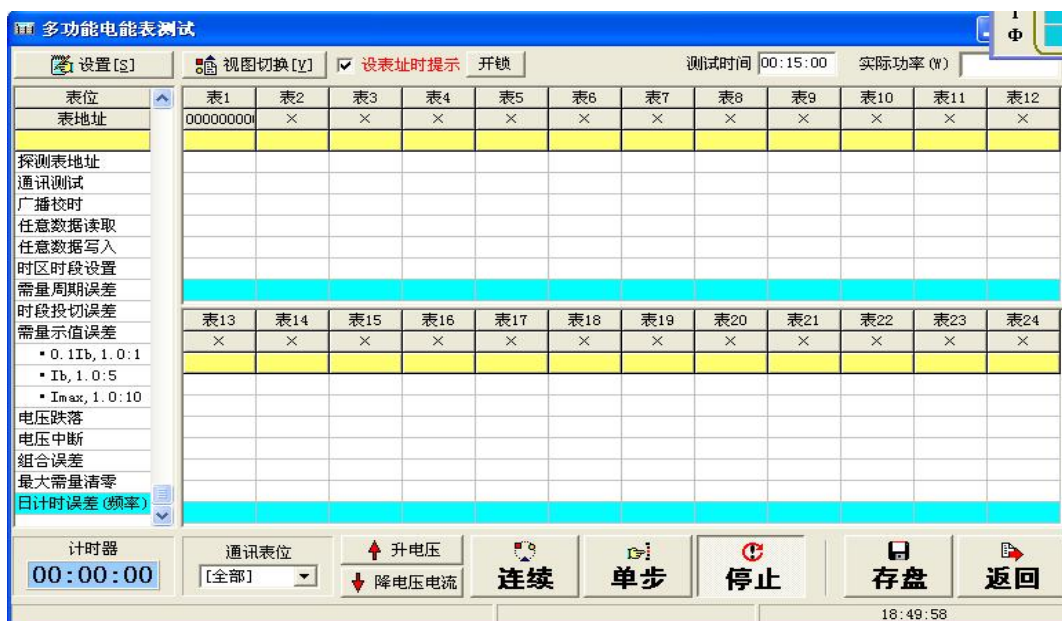 多功能电能表测试
Φ
设置[S] 视图切换[V] 设表址时提示 开锁 测试时间 00:15:00 实际功率(W)
表位 表1 表2 表3 表4 表5 表6 表7 表8 表9 表10 表11 表12
表地址 000000000 × × × × × × × × × × ×
探测表地址
通讯测试
广播校时
任意数据读取
任意数据写入
时区时段设置
需量周期误差
时段投切误差
需量示值误差
0.1Ib,1.0:1
Ib,1.0:5
Imax,1.0:10
电压跌落
电压中断
组合误差
最大需量清零
日计时误差(频率)
表13 表14 表15 表16 表17 表18 表19 表20 表21 表22 表23 表24
× × × × × × × × × × × ×
计时器
00:00:00
通讯表位
[全部]
升电压
降电压电流
连续
单步
停止
存盘
返回
18:49:58